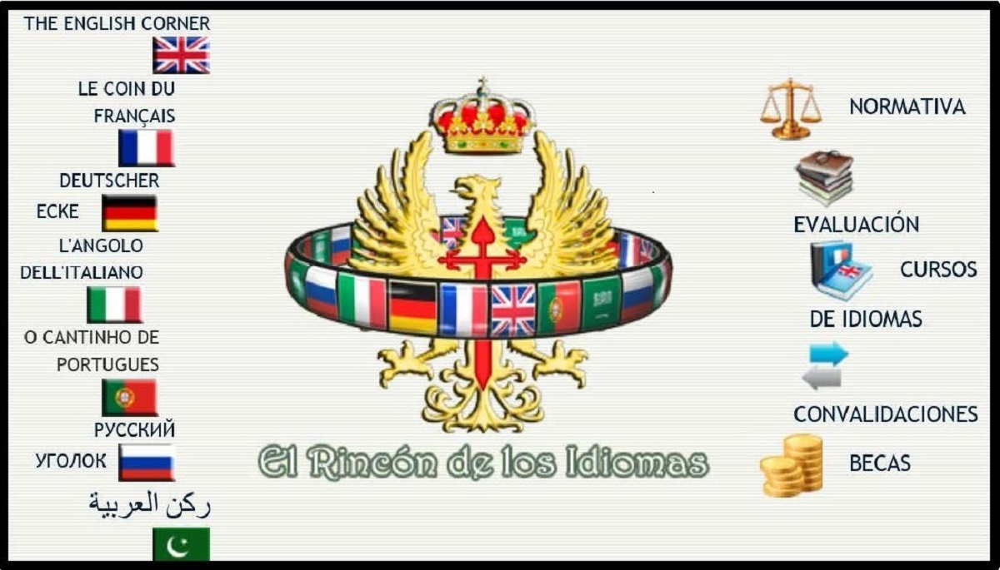 THE ENGLISH CORNER
LE COIN DU
FRANÇAIS
DEUTSCHER
ECKE
L'ANGOLO
DELL'ITALIANO
O CANTINHO DE
PORTUGUES
РУССКИЙ
УГОЛОК
ركن العربية
El Rincón de los Idiomas
NORMATIVA
EVALUACIÓN
CURSOS
DE IDIOMAS
CONVALIDACIONES
BECAS